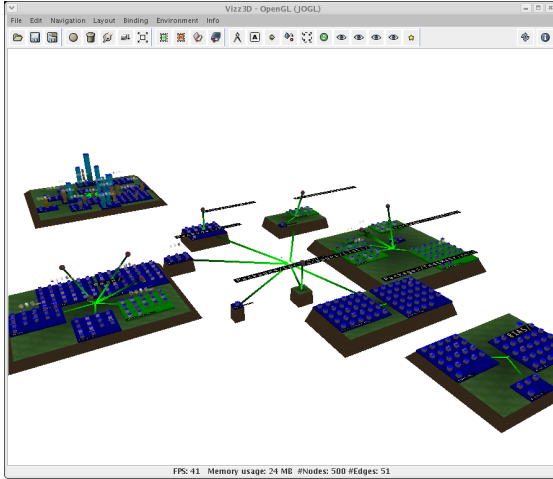 Vizz3D - OpenGL (JOGL)
File Edit Navigation Layout Binding Environment Info
A
FPS: 41 Memory usage: 24 MB #Nodes: 500 #Edges: 51